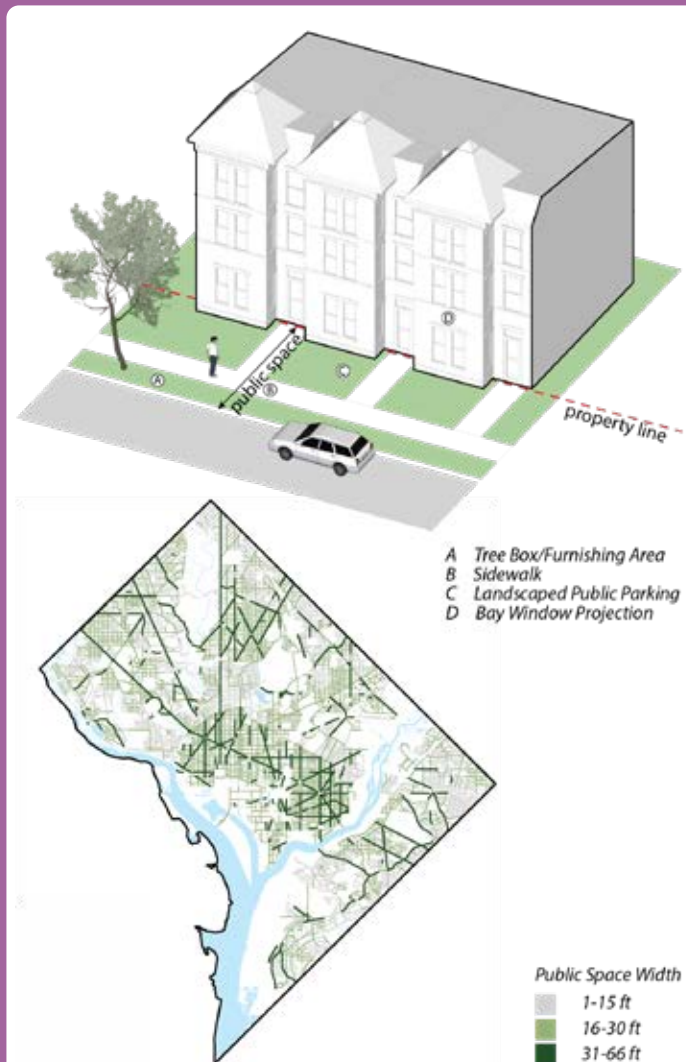 public space
property line
A
B
C
D
A Tree Box/Furnishing Area
B Sidewalk
C Landscaped Public Parking
D Bay Window Projection
Public Space Width
1-15 ft
16-30 ft
31-66 ft